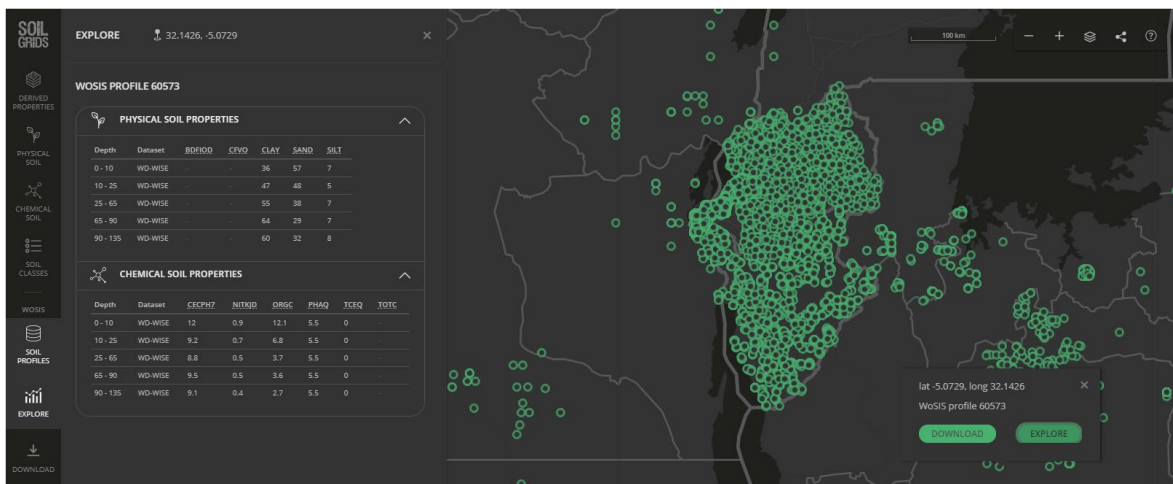 SOIL
GRIDS
DERIVED
PROPERTIES
PHYSICAL
SOIL
CHEMICAL
SOIL
SOIL
CLASSES
WOSIS
SOIL
PROFILES
EXPLORE
DOWNLOAD
EXPLORE 32.1426, -5.0729 ×
WOSIS PROFILE 60573
PHYSICAL SOIL PROPERTIES
Depth Dataset BDFIOD CFVO CLAY SAND SILT
0 - 10 WD-WISE - - 36 57 7
10 - 25 WD-WISE - - 47 48 5
25 - 65 WD-WISE - - 55 38 7
65 - 90 WD-WISE - - 64 29 7
90 - 135 WD-WISE - - 60 32 8
CHEMICAL SOIL PROPERTIES
Depth Dataset CECPH7 NITKJD ORGC PHAQ TCEQ TOTC
0 - 10 WD-WISE 12 0.9 12.1 5.5 0 -
10 - 25 WD-WISE 9.2 0.7 6.8 5.5 0 -
25 - 65 WD-WISE 8.8 0.5 3.7 5.5 0 -
65 - 90 WD-WISE 9.5 0.5 3.6 5.5 0 -
90 - 135 WD-WISE 9.1 0.4 2.7 5.5 0 -
100 km
− + ?
lat -5.0729, long 32.1426 ×
WoSIS profile 60573
DOWNLOAD EXPLORE